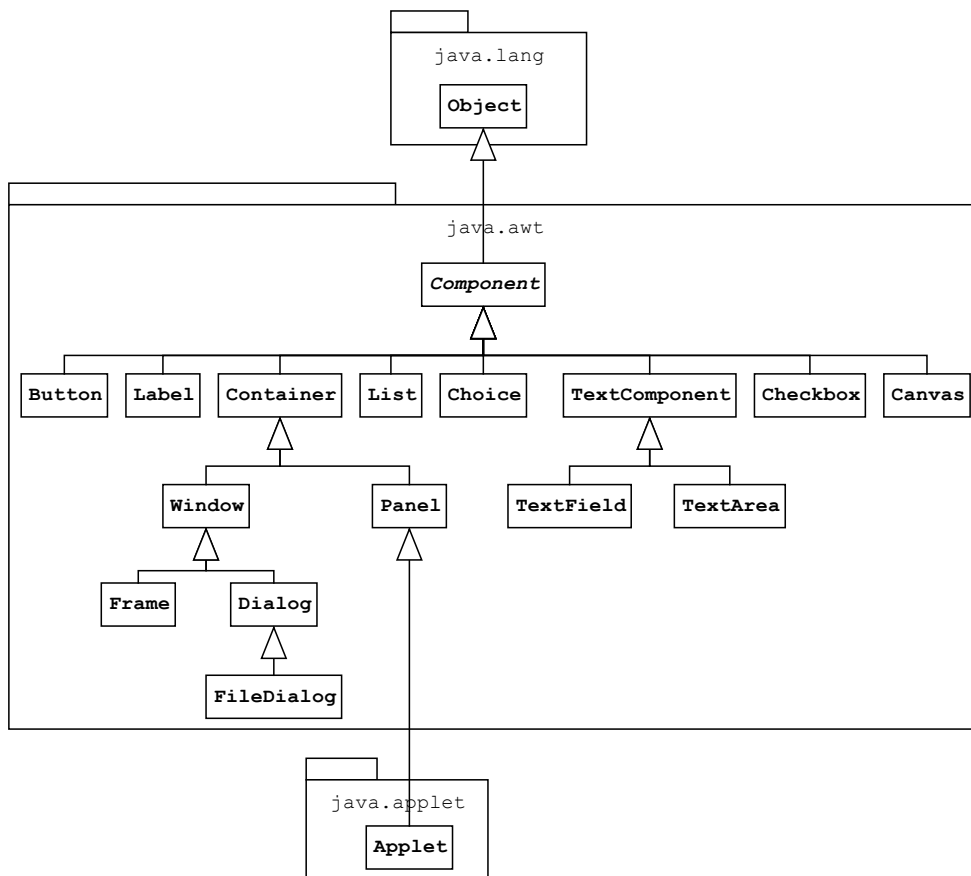 java.lang
Object
java.awt
Component
Button Label Container List Choice TextComponent Checkbox Canvas
Window Panel TextField TextArea
Frame Dialog
FileDialog
java.applet
Applet